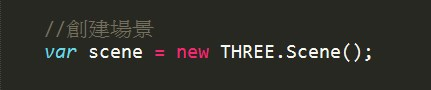 //創建場景
var scene = new THREE.Scene();